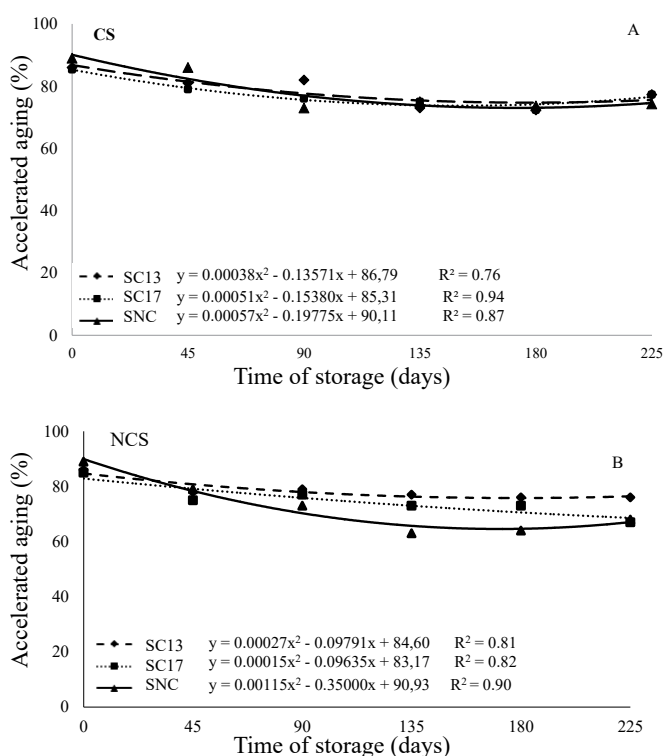 CS
A
Accelerated aging (%)
100
80
60
40
20
0
SC13 y = 0.00038x² - 0.13571x + 86,79 R² = 0.76
SC17 y = 0.00051x² - 0.15380x + 85,31 R² = 0.94
SNC y = 0.00057x² - 0.19775x + 90,11 R² = 0.87
0 45 90 135 180 225
Time of storage (days)
NCS
B
Accelerated aging (%)
100
80
60
40
20
0
SC13 y = 0.00027x² - 0.09791x + 84,60 R² = 0.81
SC17 y = 0.00015x² - 0.09635x + 83,17 R² = 0.82
SNC y = 0.00115x² - 0.35000x + 90,93 R² = 0.90
0 45 90 135 180 225
Time of storage (days)